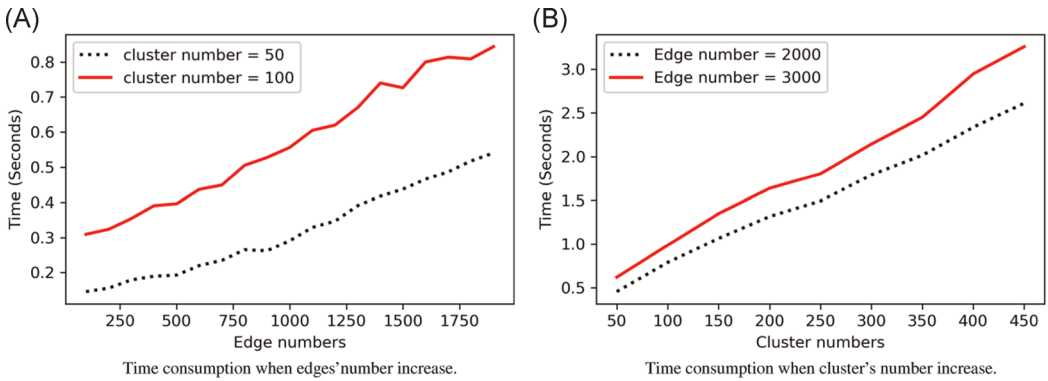 (A)
cluster number = 50
cluster number = 100
Time (Seconds)
0.8
0.7
0.6
0.5
0.4
0.3
0.2
250 500 750 1000 1250 1500 1750
Edge numbers
Time consumption when edges'number increase.
(B)
Edge number = 2000
Edge number = 3000
Time (Seconds)
3.0
2.5
2.0
1.5
1.0
0.5
50 100 150 200 250 300 350 400 450
Cluster numbers
Time consumption when cluster's number increase.